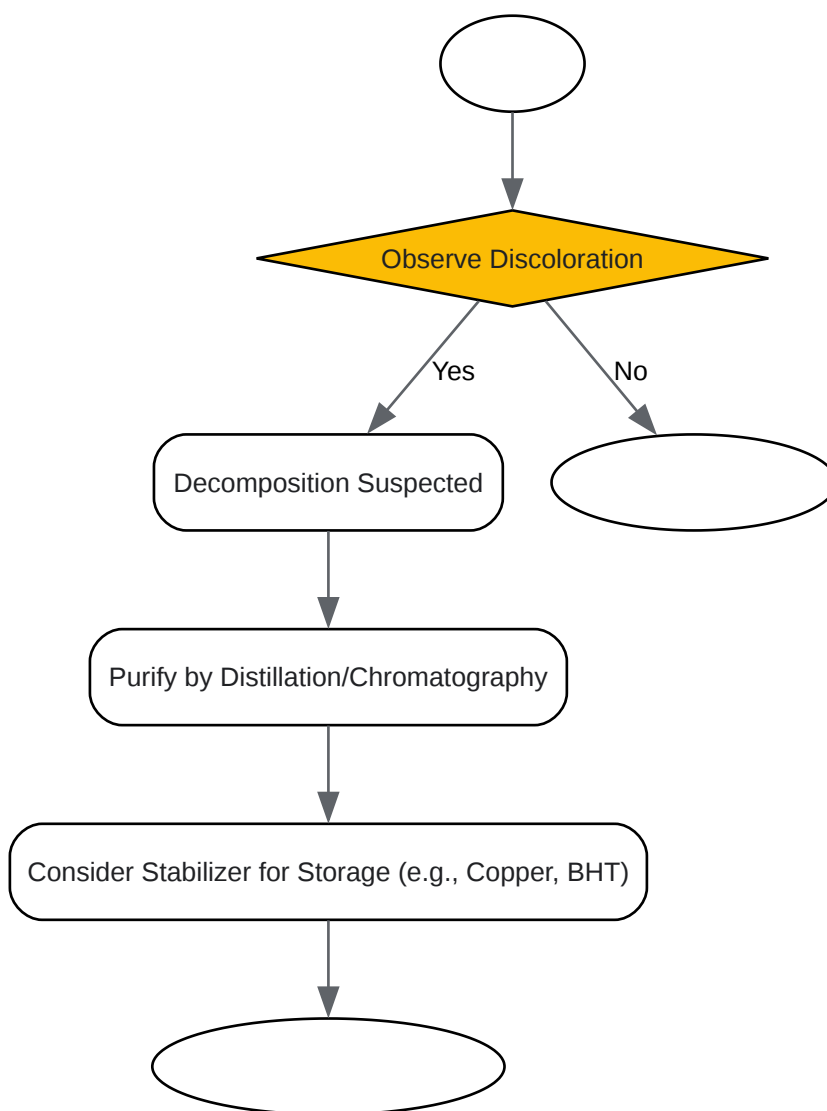 Observe Discoloration
Yes
No
Decomposition Suspected
Purify by Distillation/Chromatography
Consider Stabilizer for Storage (e.g., Copper, BHT)